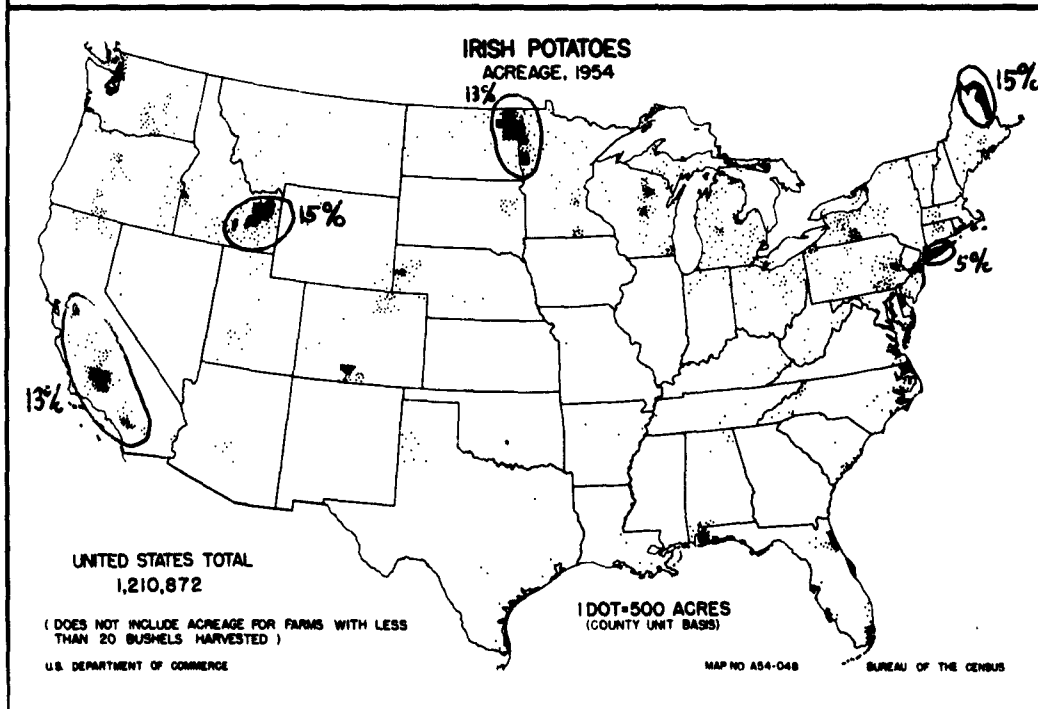 IRISH POTATOES
ACREAGE, 1954
13%
15%
15%
5%
13%
UNITED STATES TOTAL
1,210,872
1 DOT=500 ACRES
(COUNTY UNIT BASIS)
( DOES NOT INCLUDE ACREAGE FOR FARMS WITH LESS
THAN 20 BUSHELS HARVESTED )
U.S. DEPARTMENT OF COMMERCE
MAP NO A54-048
BUREAU OF THE CENSUS